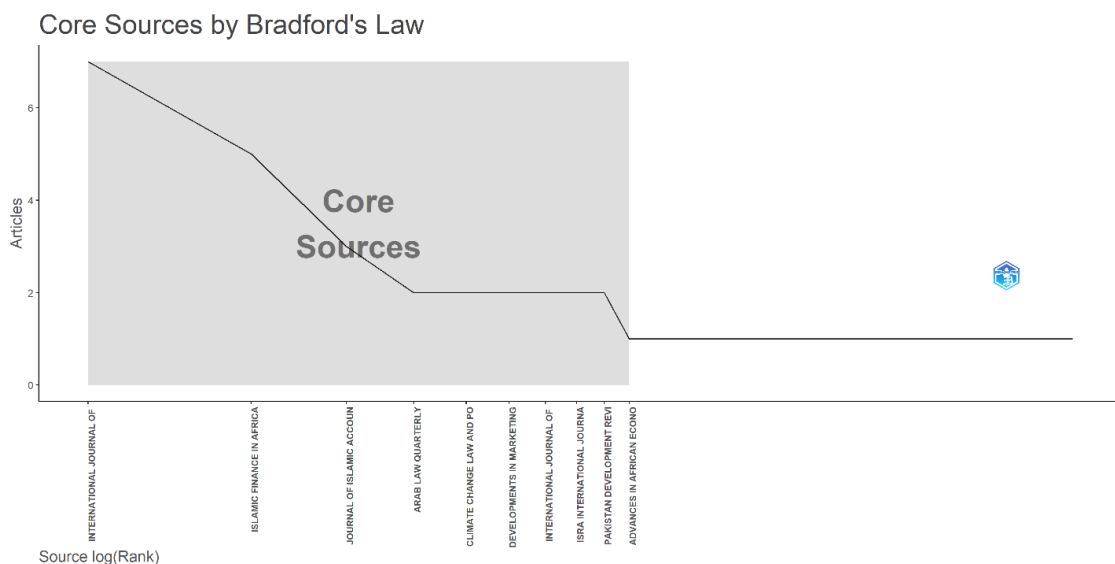 Core Sources by Bradford's Law
Articles
6
4
2
0
Core
Sources
INTERNATIONAL JOURNAL OF
ISLAMIC FINANCE IN AFRICA
JOURNAL OF ISLAMIC ACCOUN
ARAB LAW QUARTERLY
CLIMATE CHANGE LAW AND PO
DEVELOPMENTS IN MARKETING
INTERNATIONAL JOURNAL OF
ISRA INTERNATIONAL JOURNA
PAKISTAN DEVELOPMENT REVI
ADVANCES IN AFRICAN ECONO
Source log(Rank)